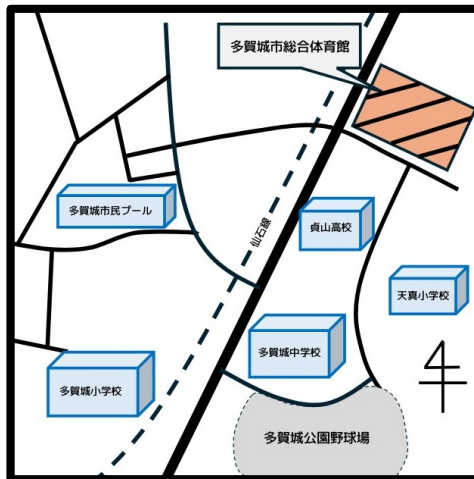 多賀城市総合体育館
多賀城市民プール
仙石線
貞山高校
天真小学校
多賀城中学校
多賀城小学校
多賀城公園野球場